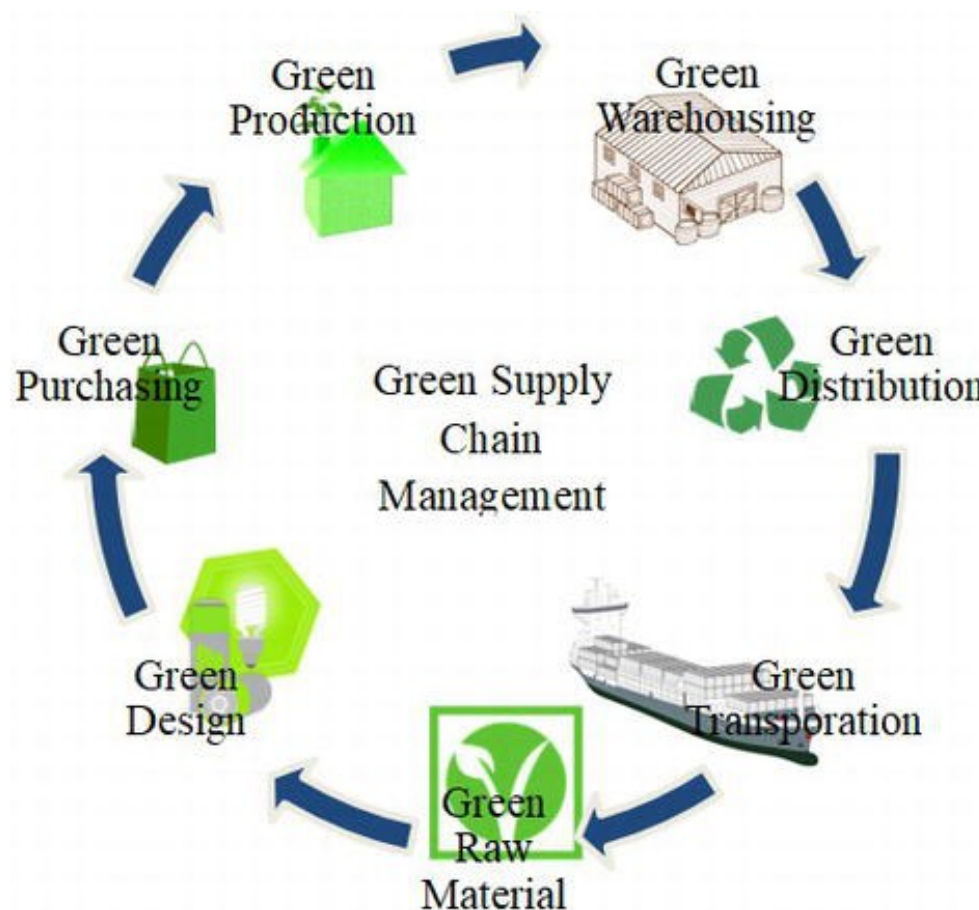 Green
Production
Green
Warehousing
Green
Purchasing
Green Supply
Chain
Management
Green
Distribution
Green
Design
Green
Transporation
Green
Raw
Material